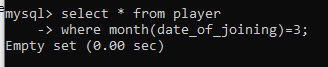 mysql> select * from player
    -> where month(date_of_joining)=3;
Empty set (0.00 sec)